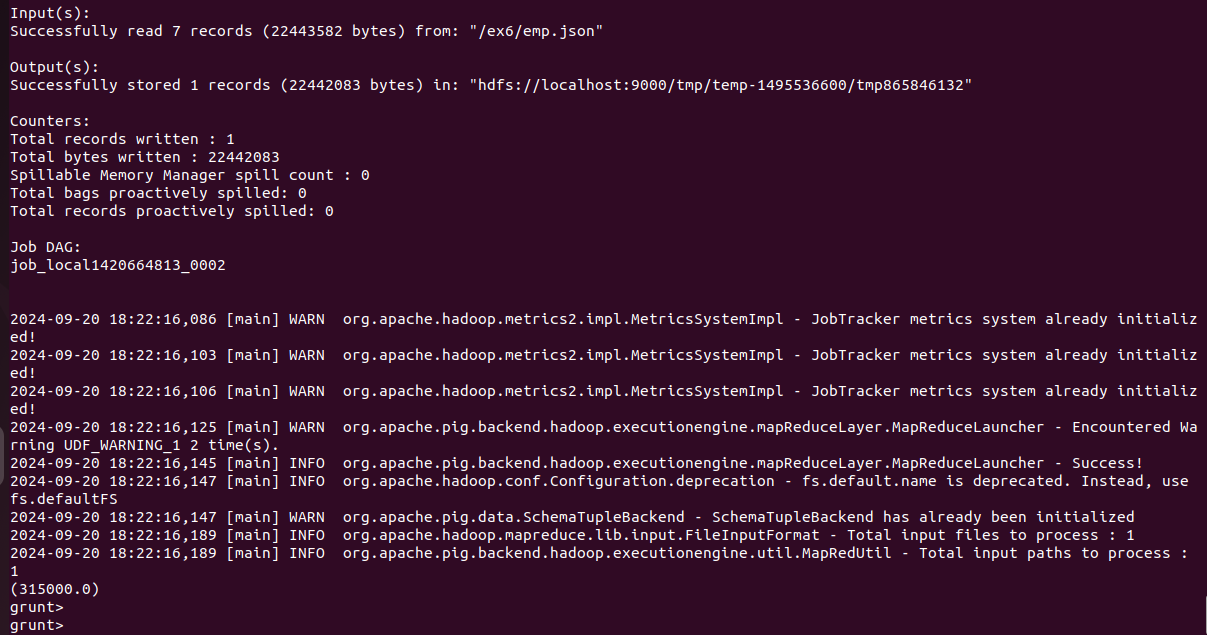 Input(s):
Successfully read 7 records (22443582 bytes) from: "/ex6/emp.json"
Output(s):
Successfully stored 1 records (22442083 bytes) in: "hdfs://localhost:9000/tmp/temp-1495536600/tmp865846132"
Counters:
Total records written : 1
Total bytes written : 22442083
Spillable Memory Manager spill count : 0
Total bags proactively spilled: 0
Total records proactively spilled: 0
Job DAG:
job_local1420664813_0002
2024-09-20 18:22:16,086 [main] WARN  org.apache.hadoop.metrics2.impl.MetricsSystemImpl - JobTracker metrics system already initializ
ed!
2024-09-20 18:22:16,103 [main] WARN  org.apache.hadoop.metrics2.impl.MetricsSystemImpl - JobTracker metrics system already initializ
ed!
2024-09-20 18:22:16,106 [main] WARN  org.apache.hadoop.metrics2.impl.MetricsSystemImpl - JobTracker metrics system already initializ
ed!
2024-09-20 18:22:16,125 [main] WARN  org.apache.pig.backend.hadoop.executionengine.mapReduceLayer.MapReduceLauncher - Encountered Wa
rning UDF_WARNING_1 2 time(s).
2024-09-20 18:22:16,145 [main] INFO  org.apache.pig.backend.hadoop.executionengine.mapReduceLayer.MapReduceLauncher - Success!
2024-09-20 18:22:16,147 [main] INFO  org.apache.hadoop.conf.Configuration.deprecation - fs.default.name is deprecated. Instead, use
fs.defaultFS
2024-09-20 18:22:16,147 [main] WARN  org.apache.pig.data.SchemaTupleBackend - SchemaTupleBackend has already been initialized
2024-09-20 18:22:16,189 [main] INFO  org.apache.hadoop.mapreduce.lib.input.FileInputFormat - Total input files to process : 1
2024-09-20 18:22:16,189 [main] INFO  org.apache.pig.backend.hadoop.executionengine.util.MapRedUtil - Total input paths to process :
1
(315000.0)
grunt>
grunt>